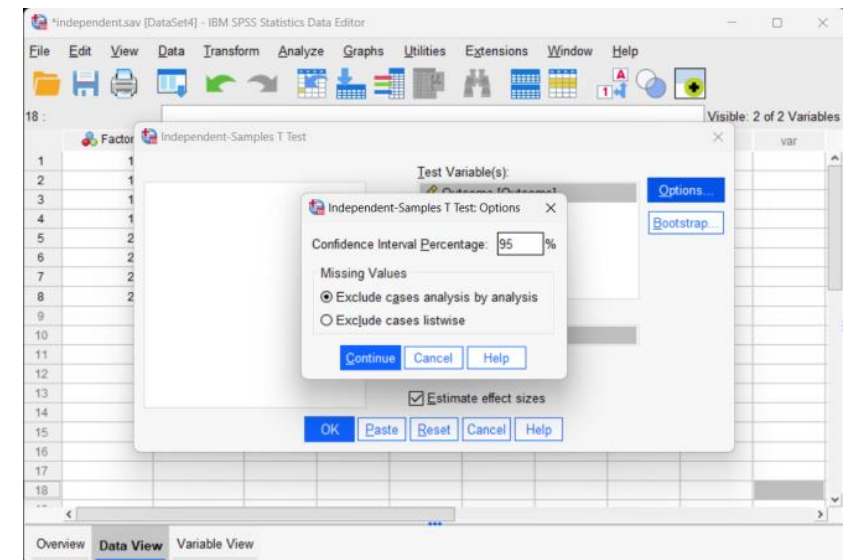 *independent.sav [DataSet4] - IBM SPSS Statistics Data Editor
File Edit View Data Transform Analyze Graphs Utilities Extensions Window Help
18 :
Visible: 2 of 2 Variables
Factor
var
Independent-Samples T Test
Test Variable(s):
Outcome [Outcome]
Options...
Bootstrap...
Independent-Samples T Test: Options
Confidence Interval Percentage: 95 %
Missing Values
Exclude cases analysis by analysis
Exclude cases listwise
Continue Cancel Help
Estimate effect sizes
OK Paste Reset Cancel Help
1 1
2 1
3 1
4 1
5 2
6 2
7 2
8 2
9
10
11
12
13
14
15
16
17
18
Overview Data View Variable View